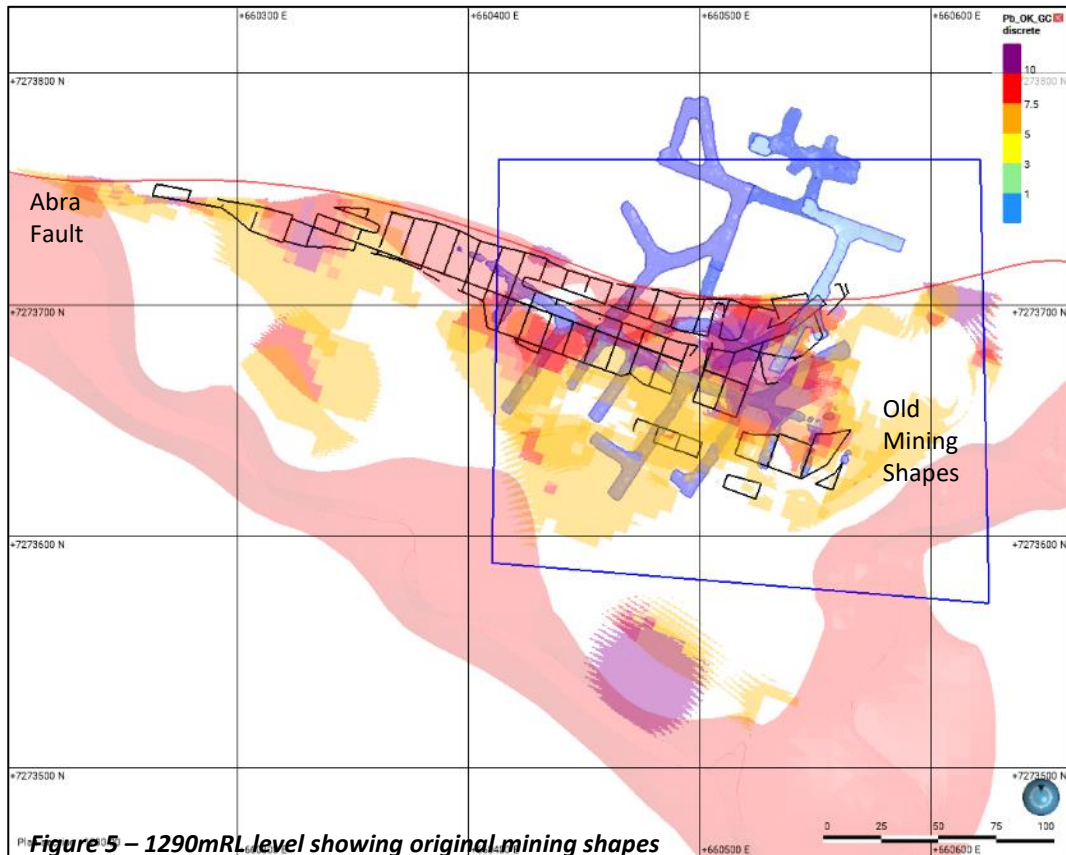 +660300 E
+660400 E
+660500 E
+660600 E
Pb_OK_GC
discrete
10
7.5
5
3
1
+7273800 N
7273800 N
Abra
Fault
+7273700 N
+7273700 N
Old
Mining
Shapes
+7273600 N
+7273600 N
+7273500 N
+7273500 N
0 25 50 75 100
Figure 5 – 1290mRL level showing original mining shapes
+660500 E
+660600 E